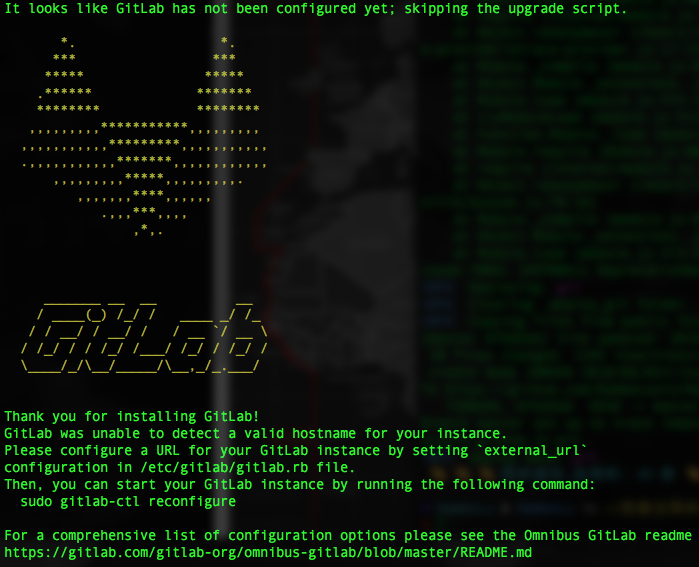 It looks like GitLab has not been configured yet; skipping the upgrade script.
GitLab
Thank you for installing GitLab!
GitLab was unable to detect a valid hostname for your instance.
Please configure a URL for your GitLab instance by setting `external_url`
configuration in /etc/gitlab/gitlab.rb file.
Then, you can start your GitLab instance by running the following command:
sudo gitlab-ctl reconfigure
For a comprehensive list of configuration options please see the Omnibus GitLab readme
https://gitlab.com/gitlab-org/omnibus-gitlab/blob/master/README.md